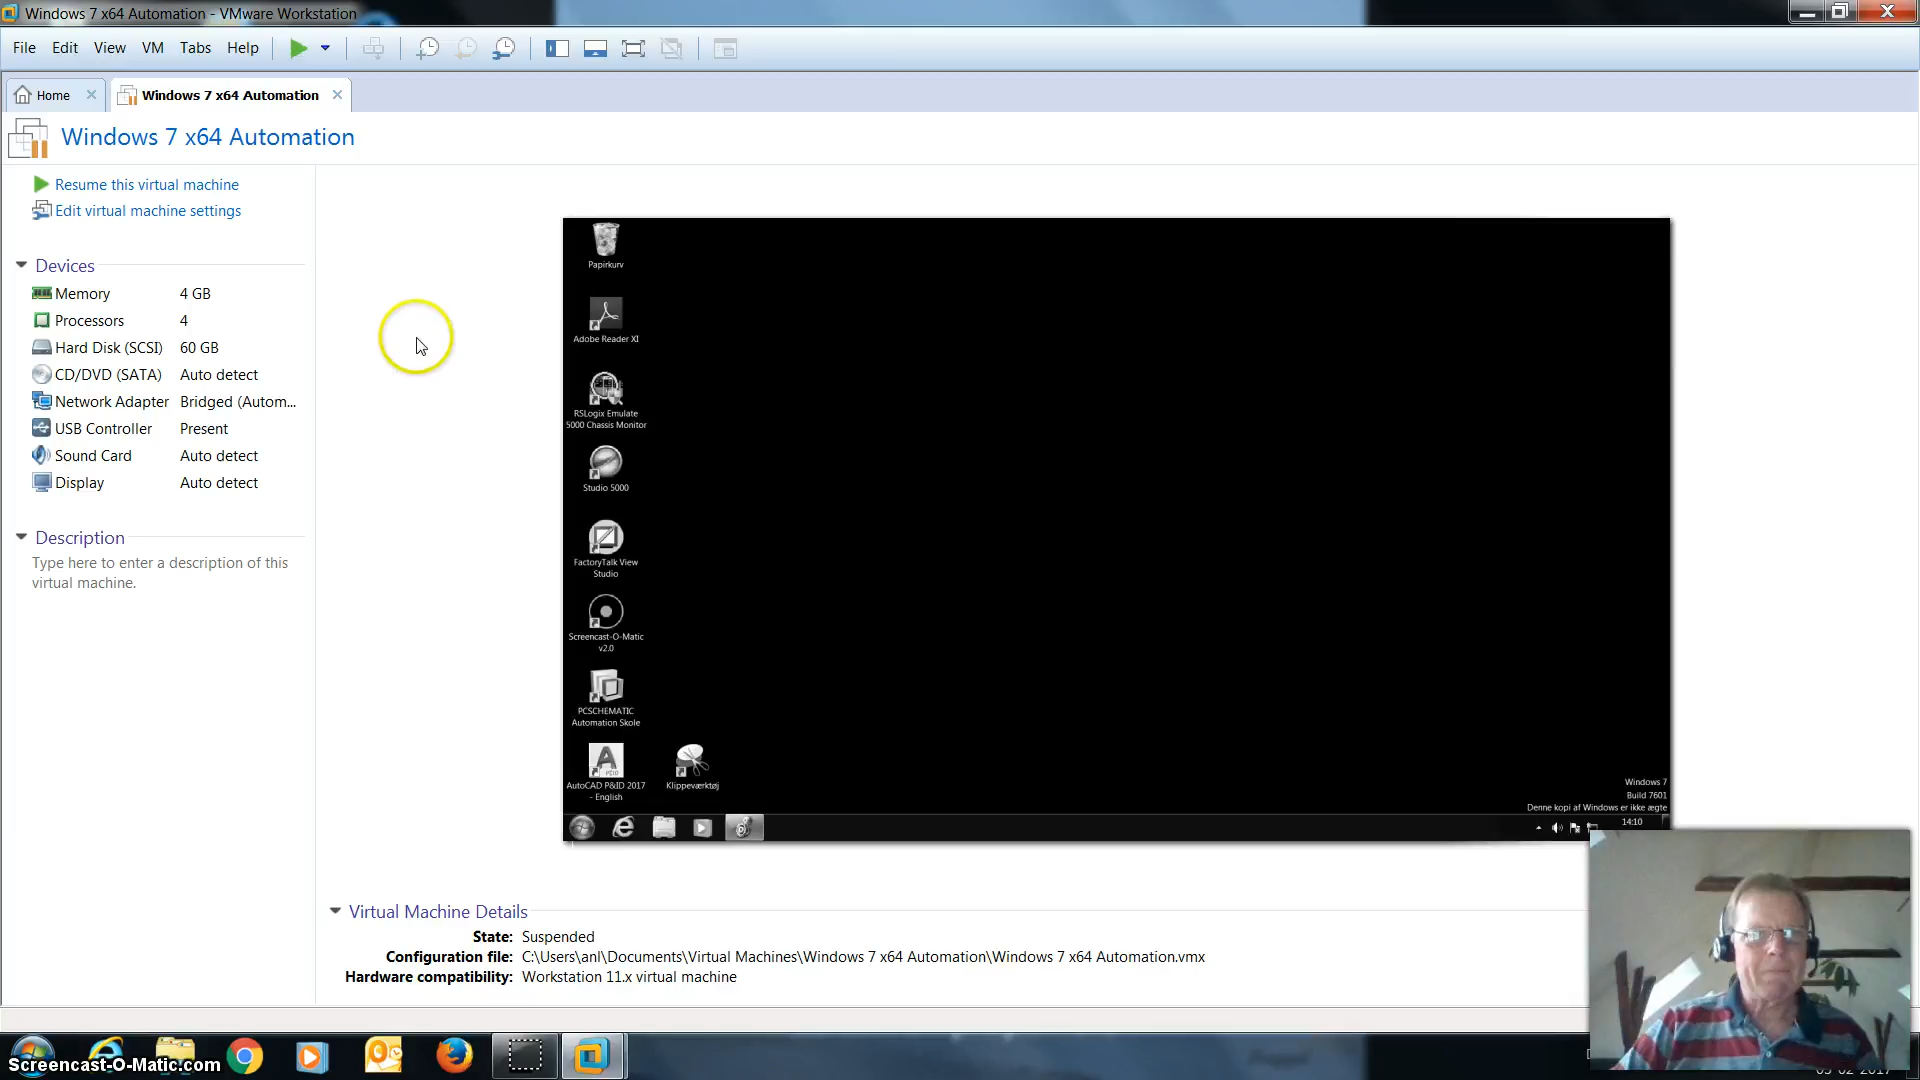 Windows 7 x64 Automation - VMware Workstation
File Edit View VM Tabs Help
Home Windows 7 x64 Automation
Windows 7 x64 Automation
Resume this virtual machine
Edit virtual machine settings
Devices
Memory 4 GB
Processors 4
Hard Disk (SCSI) 60 GB
CD/DVD (SATA) Auto detect
Network Adapter Bridged (Autom...
USB Controller Present
Sound Card Auto detect
Display Auto detect
Description
Type here to enter a description of this
virtual machine.
Papirkurv
Adobe Reader XI
RSLogix Emulate
5000 Chassis Monitor
Studio 5000
FactoryTalk View
Studio
Screencast-O-Matic
v2.0
PCSCHEMATIC
Automation Skole
AutoCAD P&ID 2017
- English
Klippeværktøj
Windows 7
Build 7601
Denne kopi af Windows er ikke ægte
14:10
Virtual Machine Details
State: Suspended
Configuration file: C:\Users\anl\Documents\Virtual Machines\Windows 7 x64 Automation\Windows 7 x64 Automation.vmx
Hardware compatibility: Workstation 11.x virtual machine
Screencast-O-Matic.com